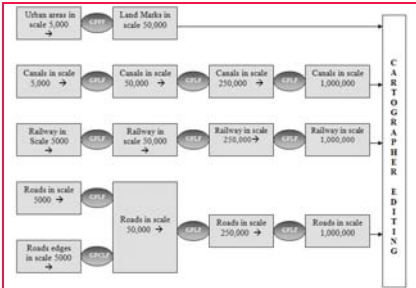 Urban areas in
scale 5,000
→
Land Marks in
scale 50,000
Canals in scale
5,000 →
GPLF
Canals in scale
50,000 →
GPLF
Canals in scale
250,000 →
GPLF
Canals in scale
1,000,000
Railway in
Scale 5000
→
GPLF
Railway in
scale 50,000
→
GPLF
Railway in scale
250,000→
GPLF
Railway in scale
1,000,000
Roads in scale
5000 →
GPLF
Roads edges
in scale 5000
→
Roads in scale
50,000 →
GPLF
Roads in scale
250,000 →
GPLF
Roads in scale
1,000,000
CARTOGRAPHER EDITING